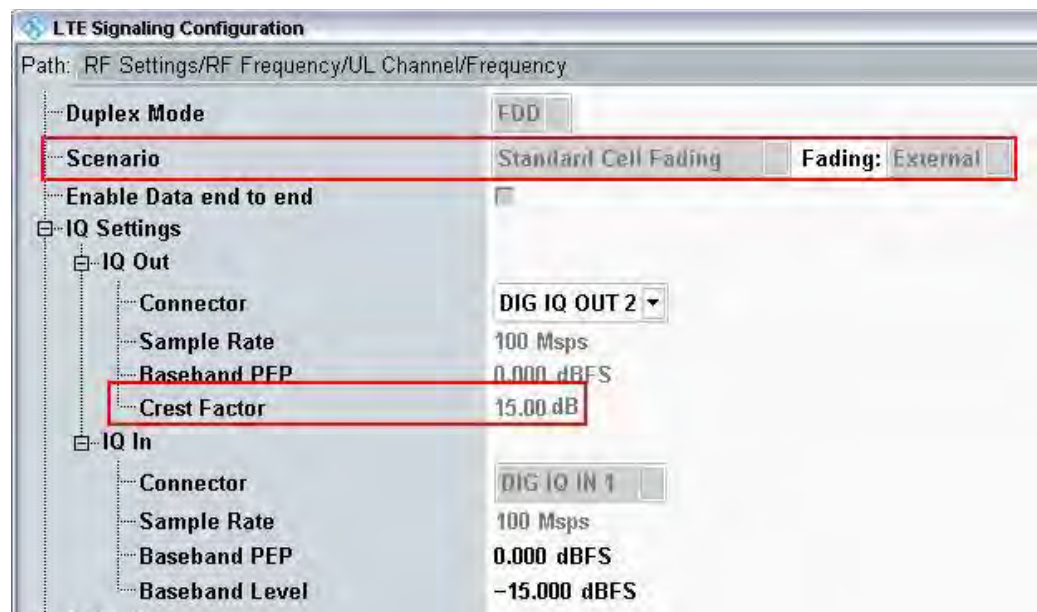 LTE Signaling Configuration
Path: RF Settings/RF Frequency/UL Channel/Frequency
Duplex Mode FDD
Scenario Standard Cell Fading Fading: External
Enable Data end to end
IQ Settings
IQ Out
Connector DIG IQ OUT 2
Sample Rate 100 Msps
Baseband PEP 0.000 dBFS
Crest Factor 15.00 dB
IQ In
Connector DIG IQ IN 1
Sample Rate 100 Msps
Baseband PEP 0.000 dBFS
Baseband Level -15.000 dBFS